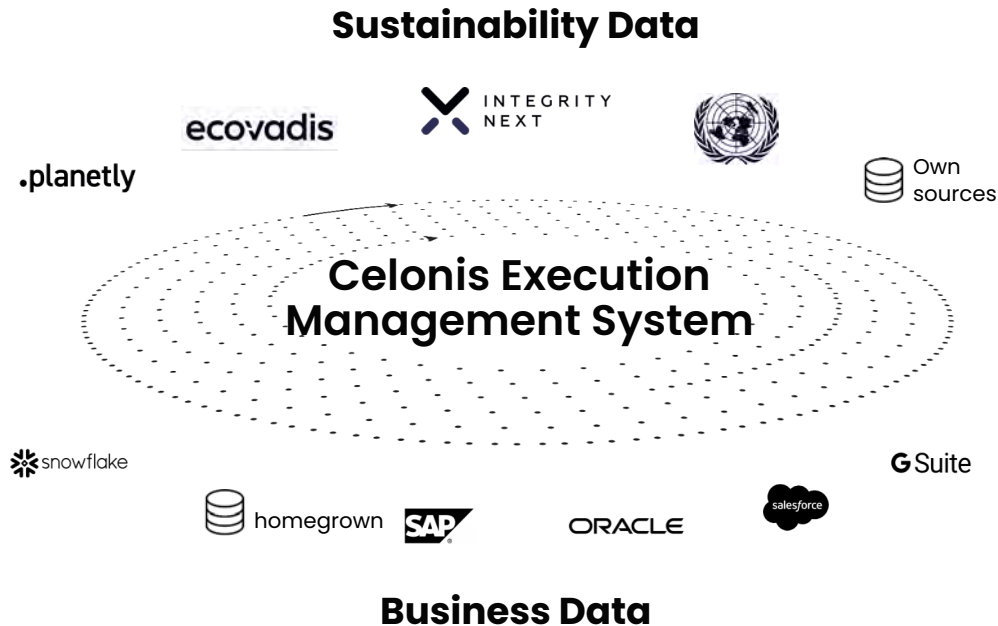 Sustainability Data
INTEGRITY
NEXT
ecovadis
.planetly
Own
sources
Celonis Execution
Management System
snowflake
G Suite
salesforce
homegrown
SAP
®
ORACLE
Business Data